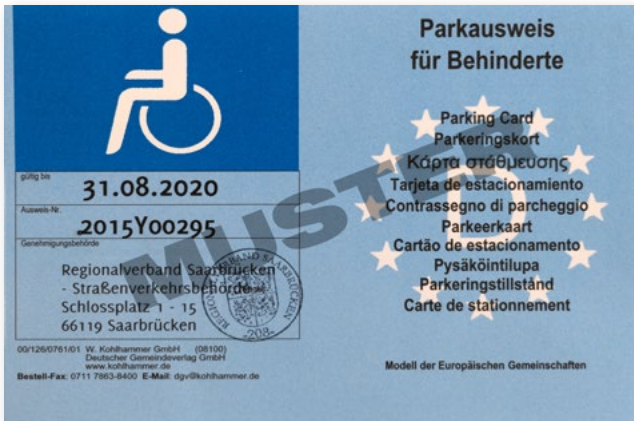 gültig bis
31.08.2020
Ausweis-Nr.
2015Y00295
Genehmigungsbehörde
Regionalverband Saarbrücken
- Straßenverkehrsbehörde -
Schlossplatz 1 - 15
66119 Saarbrücken
REGIONALVERBAND SAARBRÜCKEN
-208-
00/126/0761/01 W. Kohlhammer GmbH (08100)
Deutscher Gemeindeverlag GmbH
www.kohlhammer.de
Bestell-Fax: 0711 7863-8400 E-Mail: dgv@kohlhammer.de
MUSTER
Parkausweis
für Behinderte
D
Parking Card
Parkeringskort
Κάρτα στάθμευσης
Tarjeta de estacionamiento
Contrassegno di parcheggio
Parkeerkaart
Cartão de estacionamento
Pysäköintilupa
Parkeringstillstånd
Carte de stationnement
Modell der Europäischen Gemeinschaften